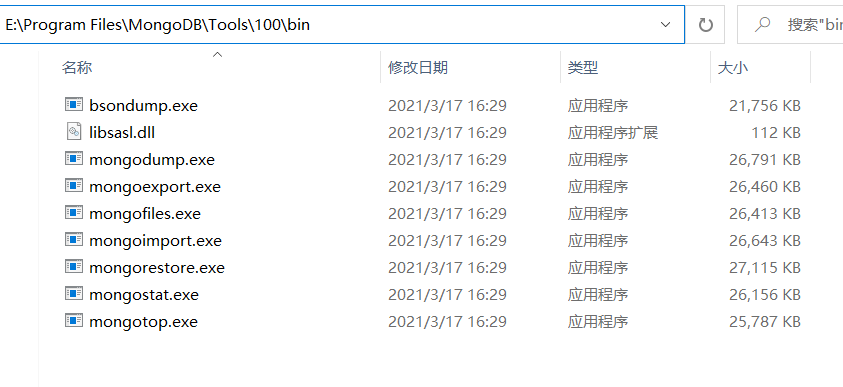 E:\Program Files\MongoDB\Tools\100\bin 搜索"bin
名称 修改日期 类型 大小
bsondump.exe 2021/3/17 16:29 应用程序 21,756 KB
libsasl.dll 2021/3/17 16:29 应用程序扩展 112 KB
mongodump.exe 2021/3/17 16:29 应用程序 26,791 KB
mongoexport.exe 2021/3/17 16:29 应用程序 26,460 KB
mongofiles.exe 2021/3/17 16:29 应用程序 26,413 KB
mongoimport.exe 2021/3/17 16:29 应用程序 26,643 KB
mongorestore.exe 2021/3/17 16:29 应用程序 27,115 KB
mongostat.exe 2021/3/17 16:29 应用程序 26,156 KB
mongotop.exe 2021/3/17 16:29 应用程序 25,787 KB